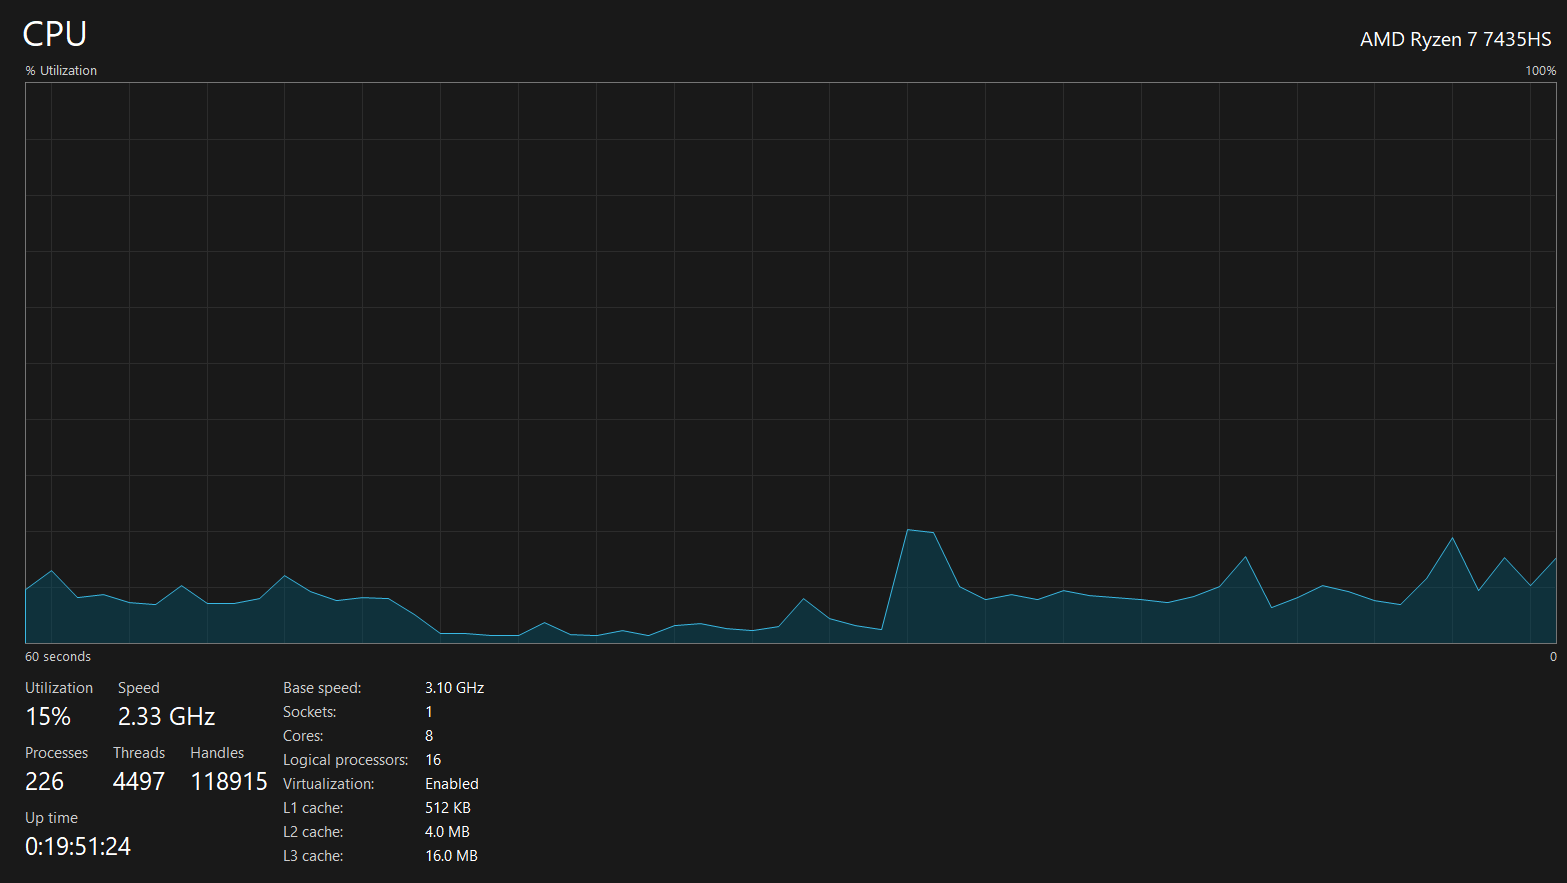 CPU
AMD Ryzen 7 7435HS
% Utilization
100%
60 seconds
0
Utilization
15%
Speed
2.33 GHz
Processes
226
Threads
4497
Handles
118915
Up time
0:19:51:24
Base speed: 3.10 GHz
Sockets: 1
Cores: 8
Logical processors: 16
Virtualization: Enabled
L1 cache: 512 KB
L2 cache: 4.0 MB
L3 cache: 16.0 MB